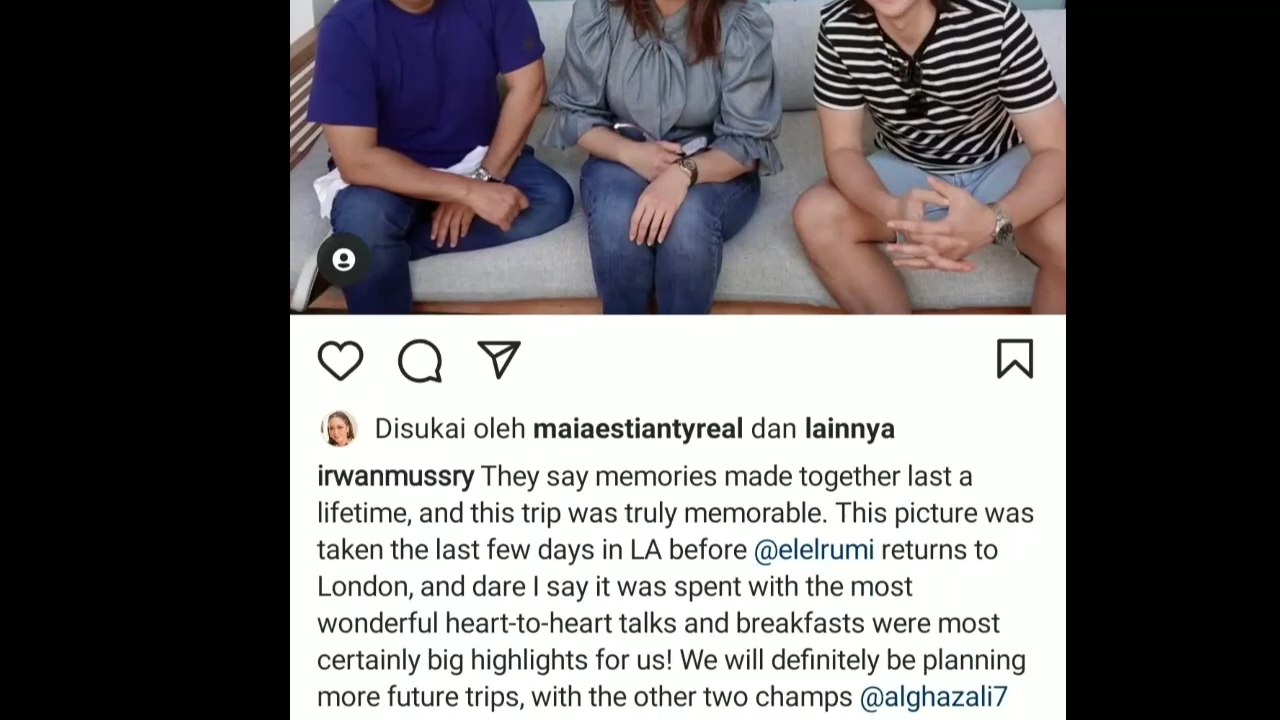 Disukai oleh maiaestiantyreal dan lainnya
irwanmussry They say memories made together last a
lifetime, and this trip was truly memorable. This picture was
taken the last few days in LA before @elelrumi returns to
London, and dare I say it was spent with the most
wonderful heart-to-heart talks and breakfasts were most
certainly big highlights for us! We will definitely be planning
more future trips, with the other two champs @alghazali7